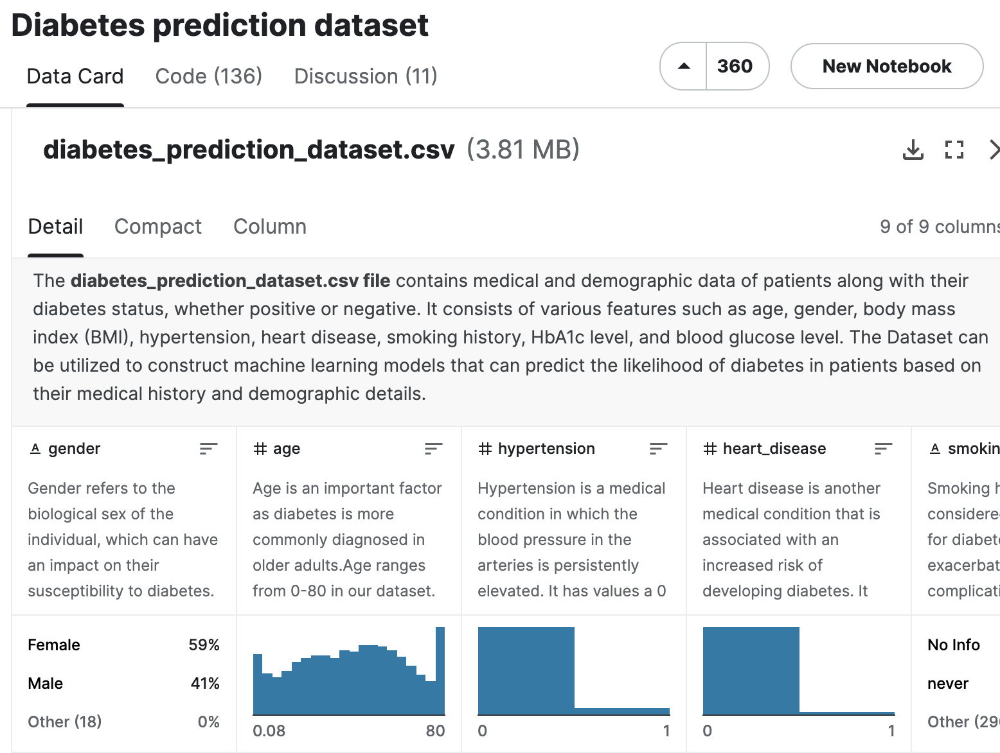 Diabetes prediction dataset
Data Card Code (136) Discussion (11)
360 New Notebook
diabetes_prediction_dataset.csv (3.81 MB)
Detail Compact Column
9 of 9 columns
The diabetes_prediction_dataset.csv file contains medical and demographic data of patients along with their
diabetes status, whether positive or negative. It consists of various features such as age, gender, body mass
index (BMI), hypertension, heart disease, smoking history, HbA1c level, and blood glucose level. The Dataset can
be utilized to construct machine learning models that can predict the likelihood of diabetes in patients based on
their medical history and demographic details.
A gender
Gender refers to the
biological sex of the
individual, which can have
an impact on their
susceptibility to diabetes.
Female 59%
Male 41%
Other (18) 0%
# age
Age is an important factor
as diabetes is more
commonly diagnosed in
older adults.Age ranges
from 0-80 in our dataset.
0.08 80
# hypertension
Hypertension is a medical
condition in which the
blood pressure in the
arteries is persistently
elevated. It has values a 0
0 1
# heart_disease
Heart disease is another
medical condition that is
associated with an
increased risk of
developing diabetes. It
0 1
A smokin
Smoking h
considere
for diabet
exacerbat
complicati
No Info
never
Other (290